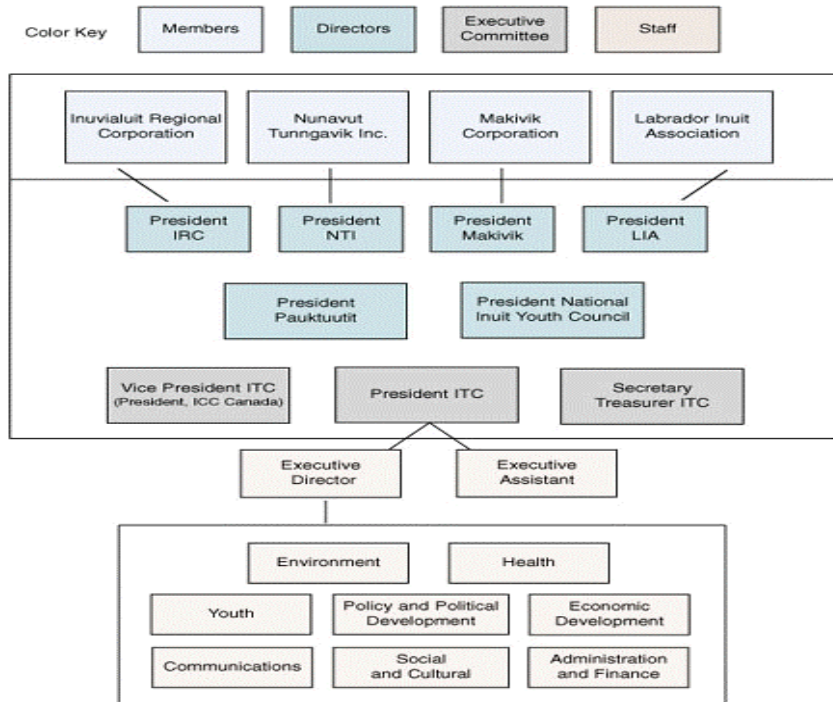 Color Key
Members
Directors
Executive
Committee
Staff
Inuvialuit Regional
Corporation
Nunavut
Tunngavik Inc.
Makivik
Corporation
Labrador Inuit
Association
President
IRC
President
NTI
President
Makivik
President
LIA
President
Pauktuutit
President National
Inuit Youth Council
Vice President ITC
(President, ICC Canada)
President ITC
Secretary
Treasurer ITC
Executive
Director
Executive
Assistant
Environment
Health
Youth
Policy and Political
Development
Economic
Development
Communications
Social
and Cultural
Administration
and Finance